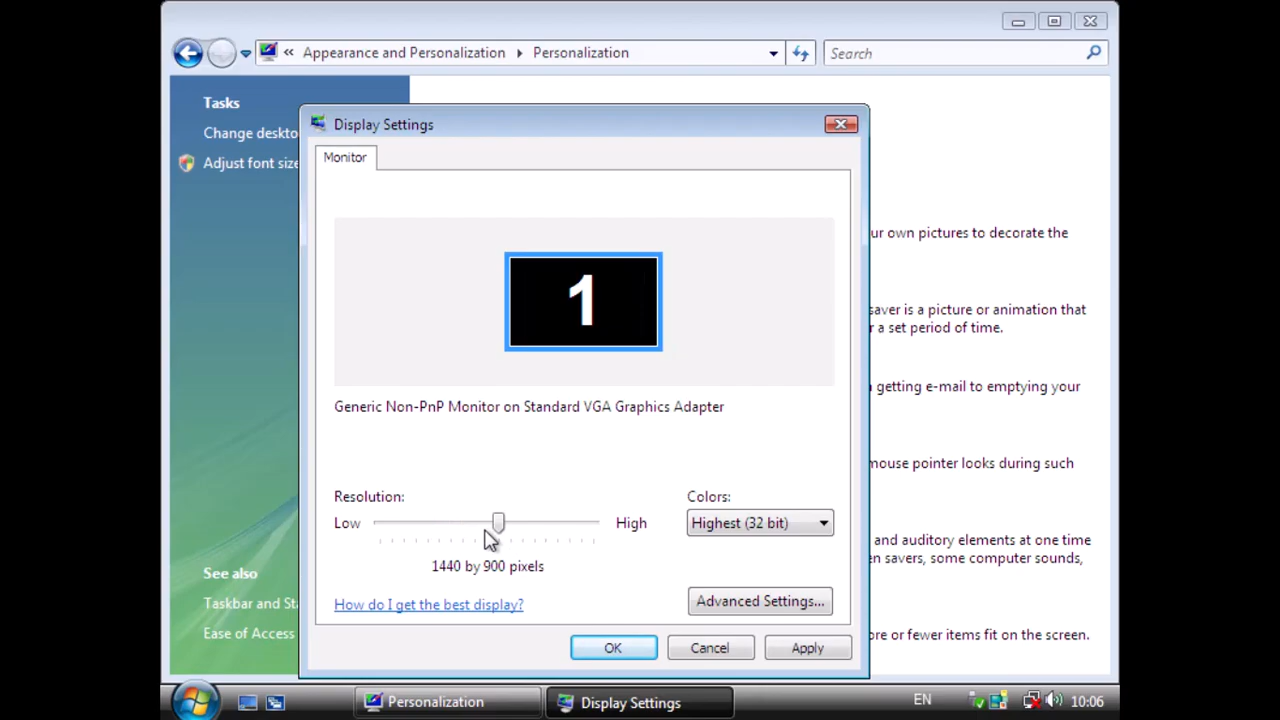 « Appearance and Personalization ▸ Personalization
Search
Tasks
Change deskto
Adjust font size
Display Settings
Monitor
ur own pictures to decorate the
saver is a picture or animation that
r a set period of time.
getting e-mail to emptying your
mouse pointer looks during such
and auditory elements at one time
en savers, some computer sounds,
ore or fewer items fit on the screen.
1
Generic Non-PnP Monitor on Standard VGA Graphics Adapter
Resolution:
Low
High
1440 by 900 pixels
Colors:
Highest (32 bit)
How do I get the best display?
Advanced Settings...
OK
Cancel
Apply
See also
Taskbar and Sta
Ease of Access
Personalization
Display Settings
EN
10:06